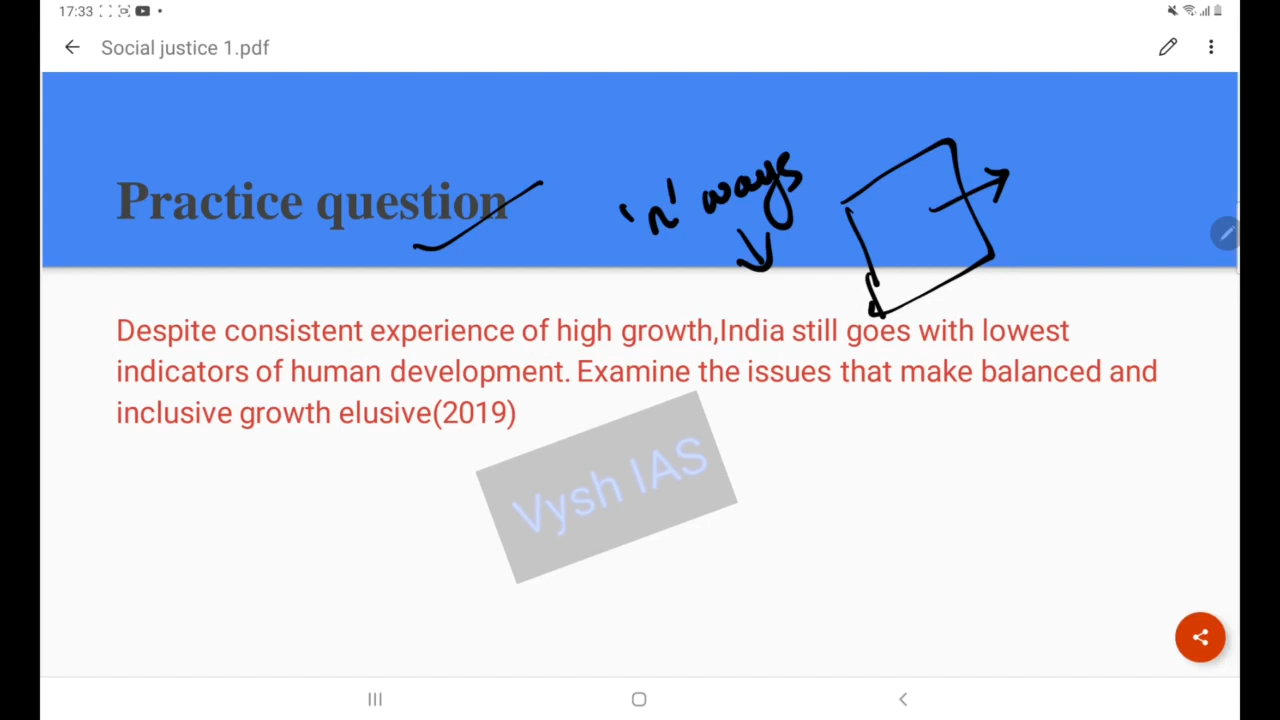 17:33
Social justice 1.pdf
Practice question
'n' ways
Despite consistent experience of high growth,India still goes with lowest
indicators of human development. Examine the issues that make balanced and
inclusive growth elusive(2019)
Vysh IAS